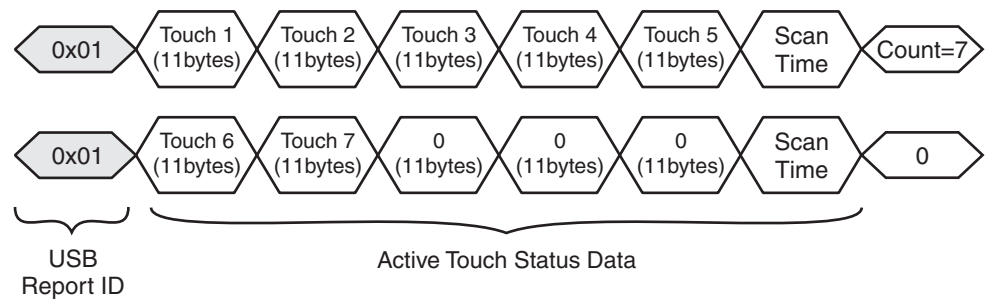 0x01
Touch 1
(11bytes)
Touch 2
(11bytes)
Touch 3
(11bytes)
Touch 4
(11bytes)
Touch 5
(11bytes)
Scan
Time
Count=7
0x01
Touch 6
(11bytes)
Touch 7
(11bytes)
0
(11bytes)
0
(11bytes)
0
(11bytes)
Scan
Time
0
USB
Report ID
Active Touch Status Data